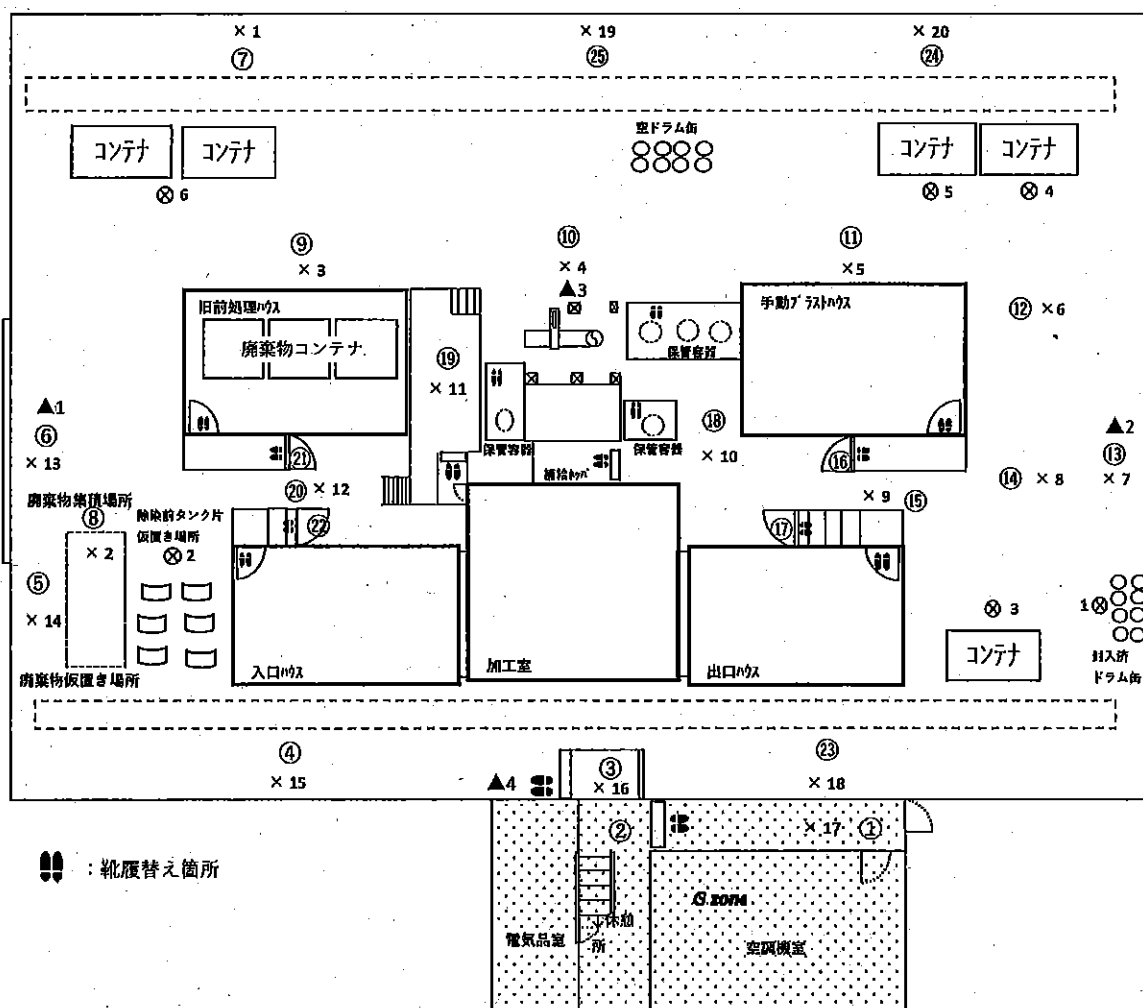 × 1
× 19
× 20
⑦
㉕
㉔
コンテナ
コンテナ
空ドラム缶
コンテナ
コンテナ
⊗ 6
⊗ 5
⊗ 4
⑨
× 3
⑩
× 4
▲3
⑪
×5
⑫ ×6
旧前処理ハウス
廃棄物コンテナ
⑲
× 11
保管容器
手動ブラストハウス
▲1
⑥
× 13
保管容器
保管容器
⑱
× 10
▲2
⑬
× 7
㉑
⑳ × 12
補給ホッパ
⑯
⑭ × 8
× 9 ⑮
廃棄物集積場所
⑧
× 2
除染前タンク片
仮置き場所
⊗2
㉒
⑰
⑤
× 14
廃棄物仮置き場所
入口ハウス
加工室
出口ハウス
⊗ 3
コンテナ
1⊗
封入済
ドラム缶
④
× 15
▲4
③
× 16
㉓
× 18
②
×17 ①
：靴履替え箇所
G zone
電気品室
休憩
所
空調機室